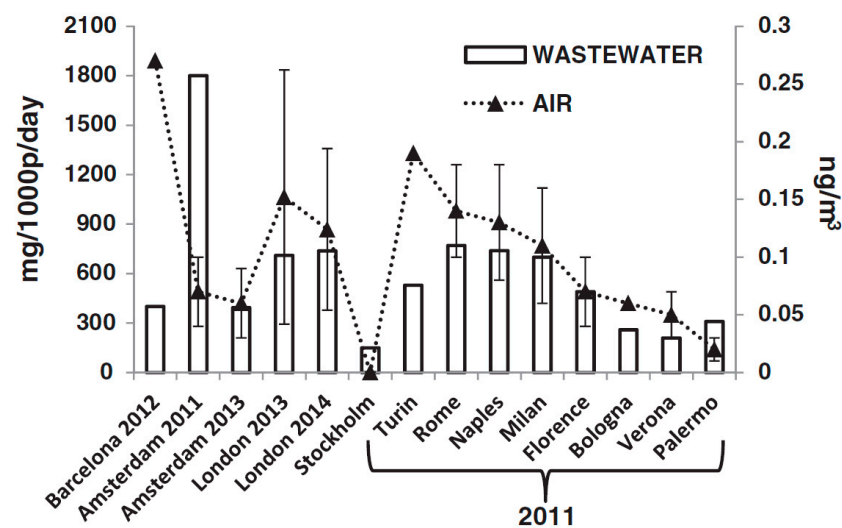 2100
1800
1500
1200
900
600
300
0
mg/1000p/day
WASTEWATER
AIR
0.3
0.25
0.2
0.15
0.1
0.05
0
ng/m³
Barcelona 2012
Amsterdam 2011
Amsterdam 2013
London 2013
London 2014
Stockholm
Turin
Rome
Naples
Milan
Florence
Bologna
Verona
Palermo
2011